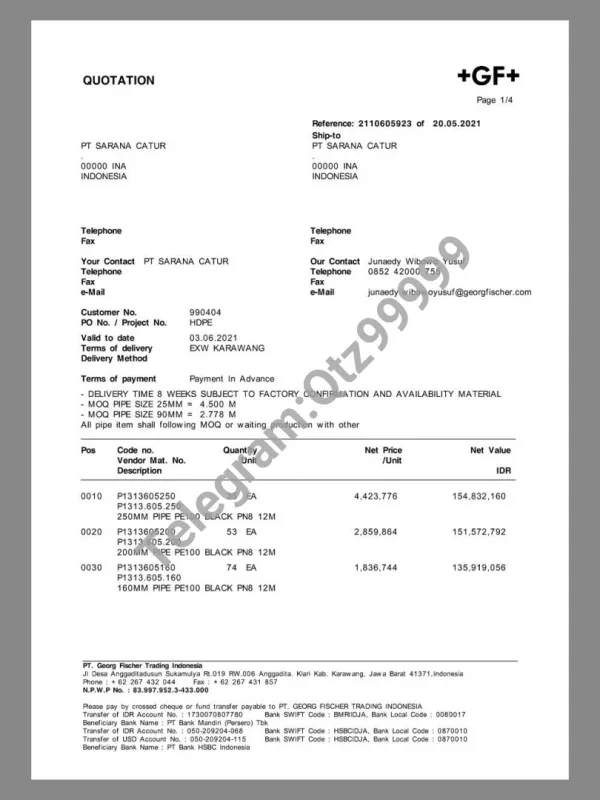 QUOTATION
+GF+
Page 1/4
Reference: 2110605923 of 20.05.2021
Ship-to
PT SARANA CATUR PT SARANA CATUR
. .
00000 INA 00000 INA
INDONESIA INDONESIA
Telephone Telephone
Fax Fax
Your Contact PT SARANA CATUR Our Contact Junaedy Wibowo Yusuf
Telephone Telephone 0852 42000 755
Fax Fax
e-Mail e-Mail junaedy.wibowoyusuf@georgfischer.com
Customer No. 990404
PO No. / Project No. HDPE
Valid to date 03.06.2021
Terms of delivery EXW KARAWANG
Delivery Method
Terms of payment Payment In Advance
- DELIVERY TIME 8 WEEKS SUBJECT TO FACTORY CONFIRMATION AND AVAILABILITY MATERIAL
- MOQ PIPE SIZE 25MM = 4.500 M
- MOQ PIPE SIZE 90MM = 2.778 M
All pipe item shall following MOQ or waiting production with other
Pos Code no. Quantity Net Price Net Value
Vendor Mat. No. Unit /Unit
Description IDR
0010 P1313605250 35 EA 4,423,776 154,832,160
P1313.605.250
250MM PIPE PE100 BLACK PN8 12M
0020 P1313605200 53 EA 2,859,864 151,572,792
P1313.605.200
200MM PIPE PE100 BLACK PN8 12M
0030 P1313605160 74 EA 1,836,744 135,919,056
P1313.605.160
160MM PIPE PE100 BLACK PN8 12M
Telegram:Otz99999
PT. Georg Fischer Trading Indonesia
Jl Desa Anggaditadusun Sukamulya Rt.019 RW.006 Anggadita. Klari Kab. Karawang, Jawa Barat 41371,Indonesia
Phone : + 62 267 432 044 Fax : + 62 267 431 857
N.P.W.P No. : 83.997.952.3-433.000
Please pay by crossed cheque or fund transfer payable to PT. GEORG FISCHER TRADING INDONESIA
Transfer of IDR Account No. : 1730070807780 Bank SWIFT Code : BMRIIDJA, Bank Local Code : 0080017
Beneficiary Bank Name : PT Bank Mandiri (Persero) Tbk
Transfer of IDR Account No. : 050-209204-068 Bank SWIFT Code : HSBCIDJA, Bank Local Code : 0870010
Transfer of USD Account No. : 050-209204-115 Bank SWIFT Code : HSBCIDJA, Bank Local Code : 0870010
Beneficiary Bank Name : PT Bank HSBC Indonesia